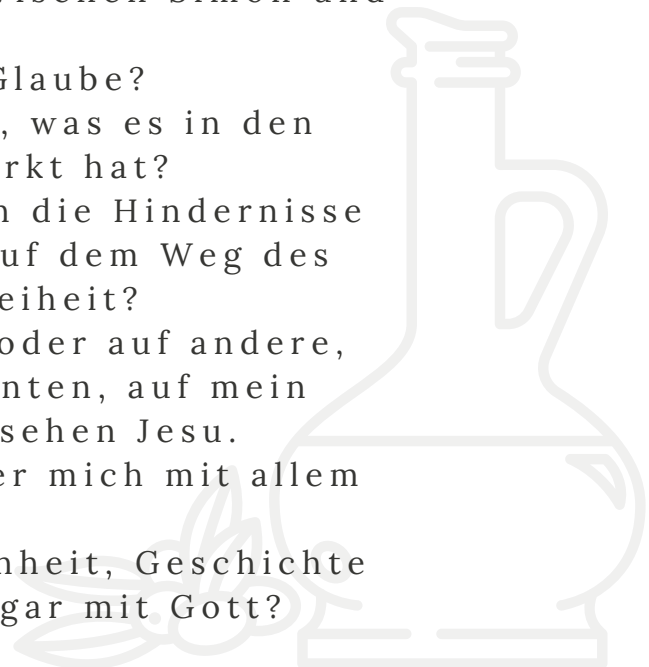 Glaube?
, was es in den
rkt hat?
n die Hindernisse
uf dem Weg des
eiheit?
oder auf andere,
nten, auf mein
sehen Jesu.
er mich mit allem
nheit, Geschichte
gar mit Gott?